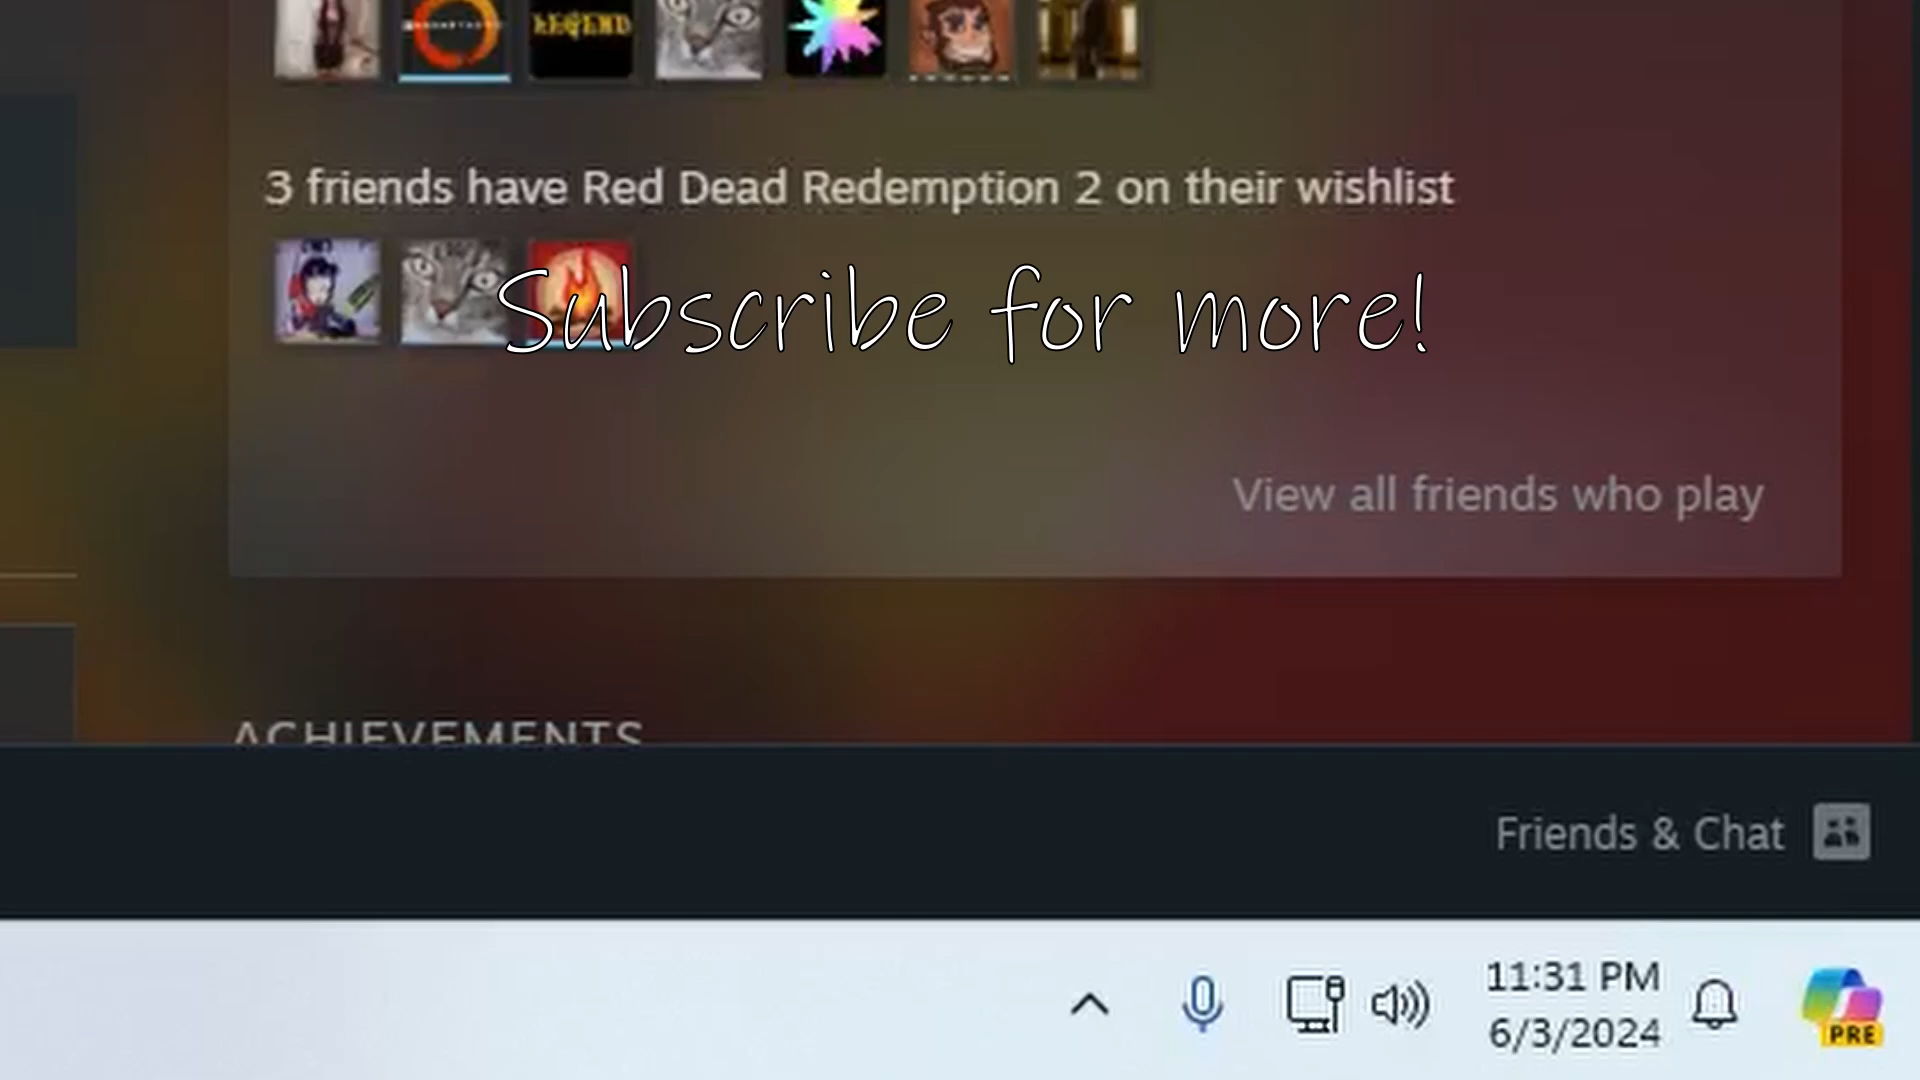 LEGEND
3 friends have Red Dead Redemption 2 on their wishlist
Subscribe for more!
View all friends who play
ACHIEVEMENTS
Friends & Chat
11:31 PM
6/3/2024
PRE